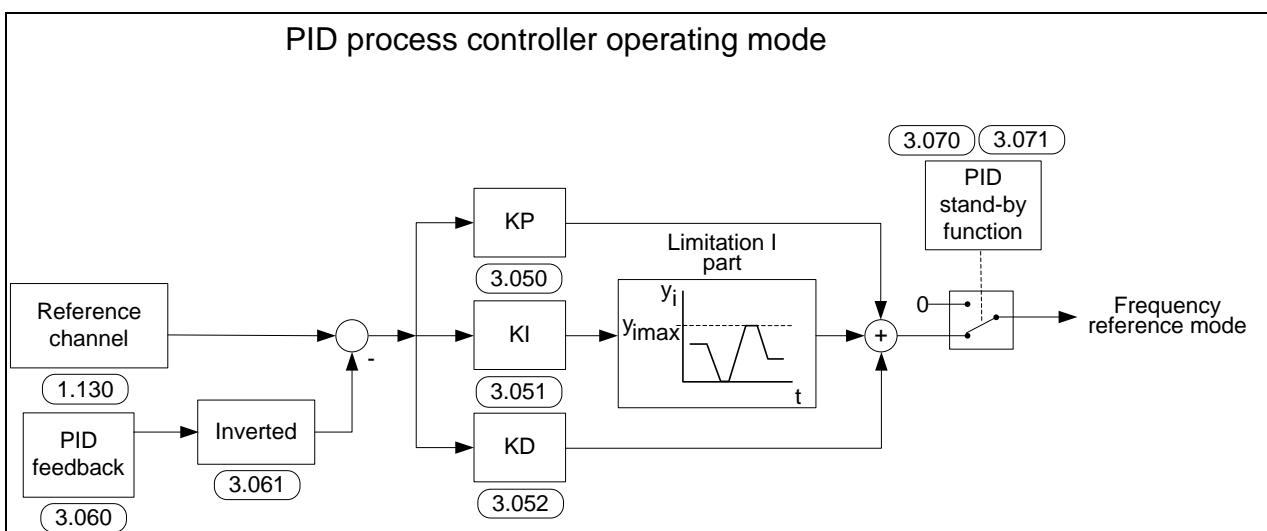 PID process controller operating mode
3.070 3.071
PID
stand-by
function
KP
3.050
Limitation I
part
yi
yimax
t
Reference
channel
1.130
-
KI
3.051
+
0
Frequency
reference mode
PID
feedback
3.060
Inverted
3.061
KD
3.052